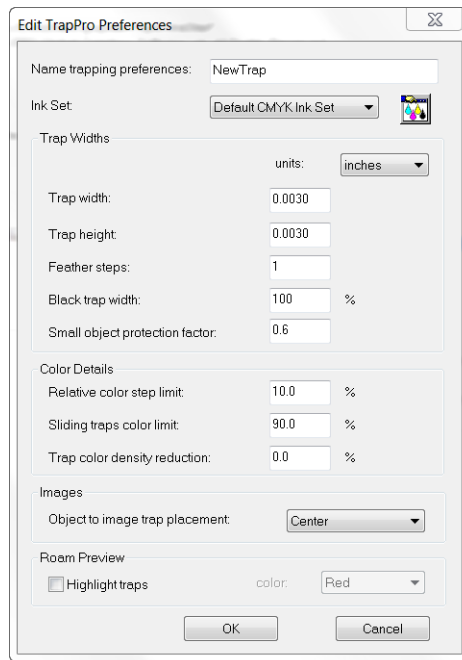 Edit TrapPro Preferences
Name trapping preferences: NewTrap
Ink Set: Default CMYK Ink Set
Trap Widths
units: inches
Trap width: 0.0030
Trap height: 0.0030
Feather steps: 1
Black trap width: 100 %
Small object protection factor: 0.6
Color Details
Relative color step limit: 10.0 %
Sliding traps color limit: 90.0 %
Trap color density reduction: 0.0 %
Images
Object to image trap placement: Center
Roam Preview
Highlight traps color: Red
OK Cancel